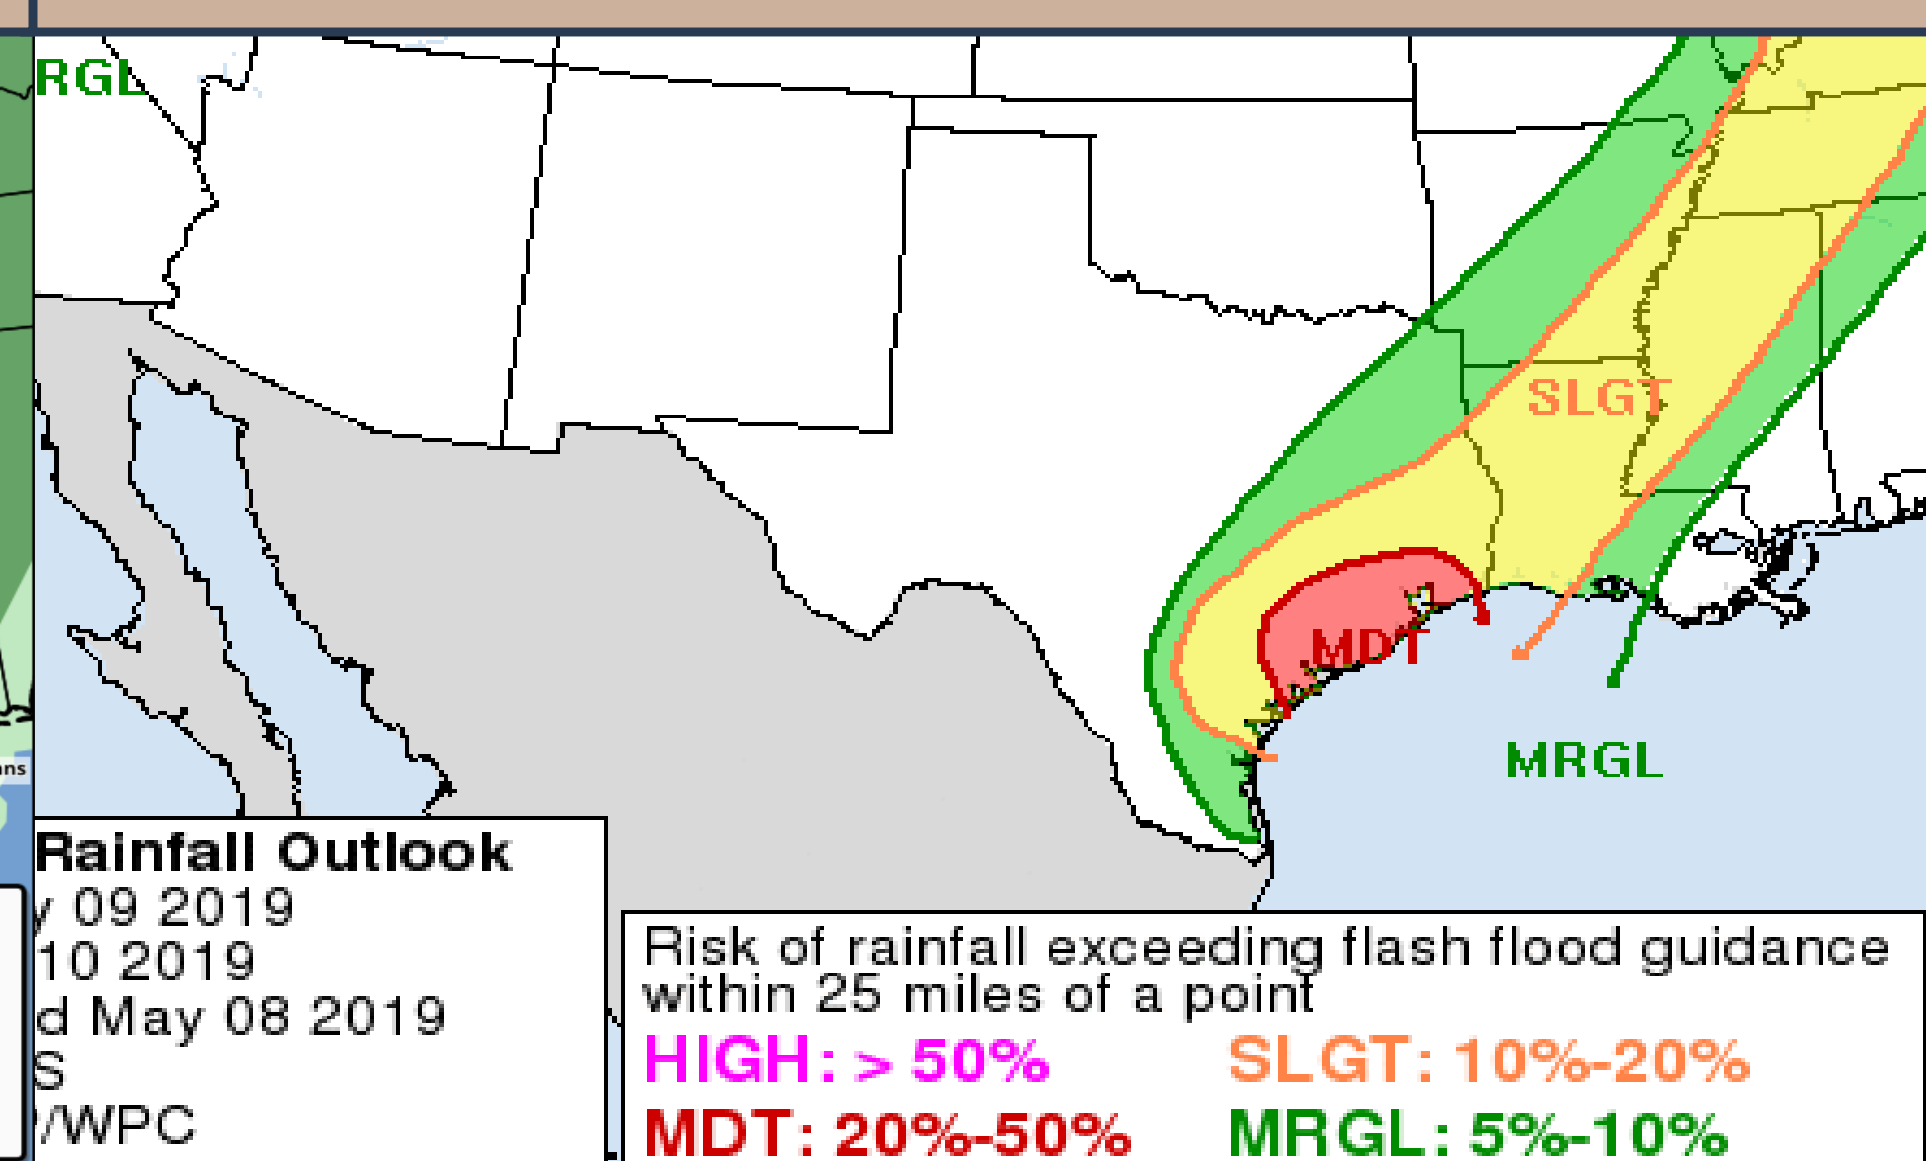 RGL
SLGT
MDT
MRGL
ns
Rainfall Outlook
09 2019
10 2019
d May 08 2019
S
/WPC
Risk of rainfall exceeding flash flood guidance
within 25 miles of a point
HIGH: > 50% SLGT: 10%-20%
MDT: 20%-50% MRGL: 5%-10%